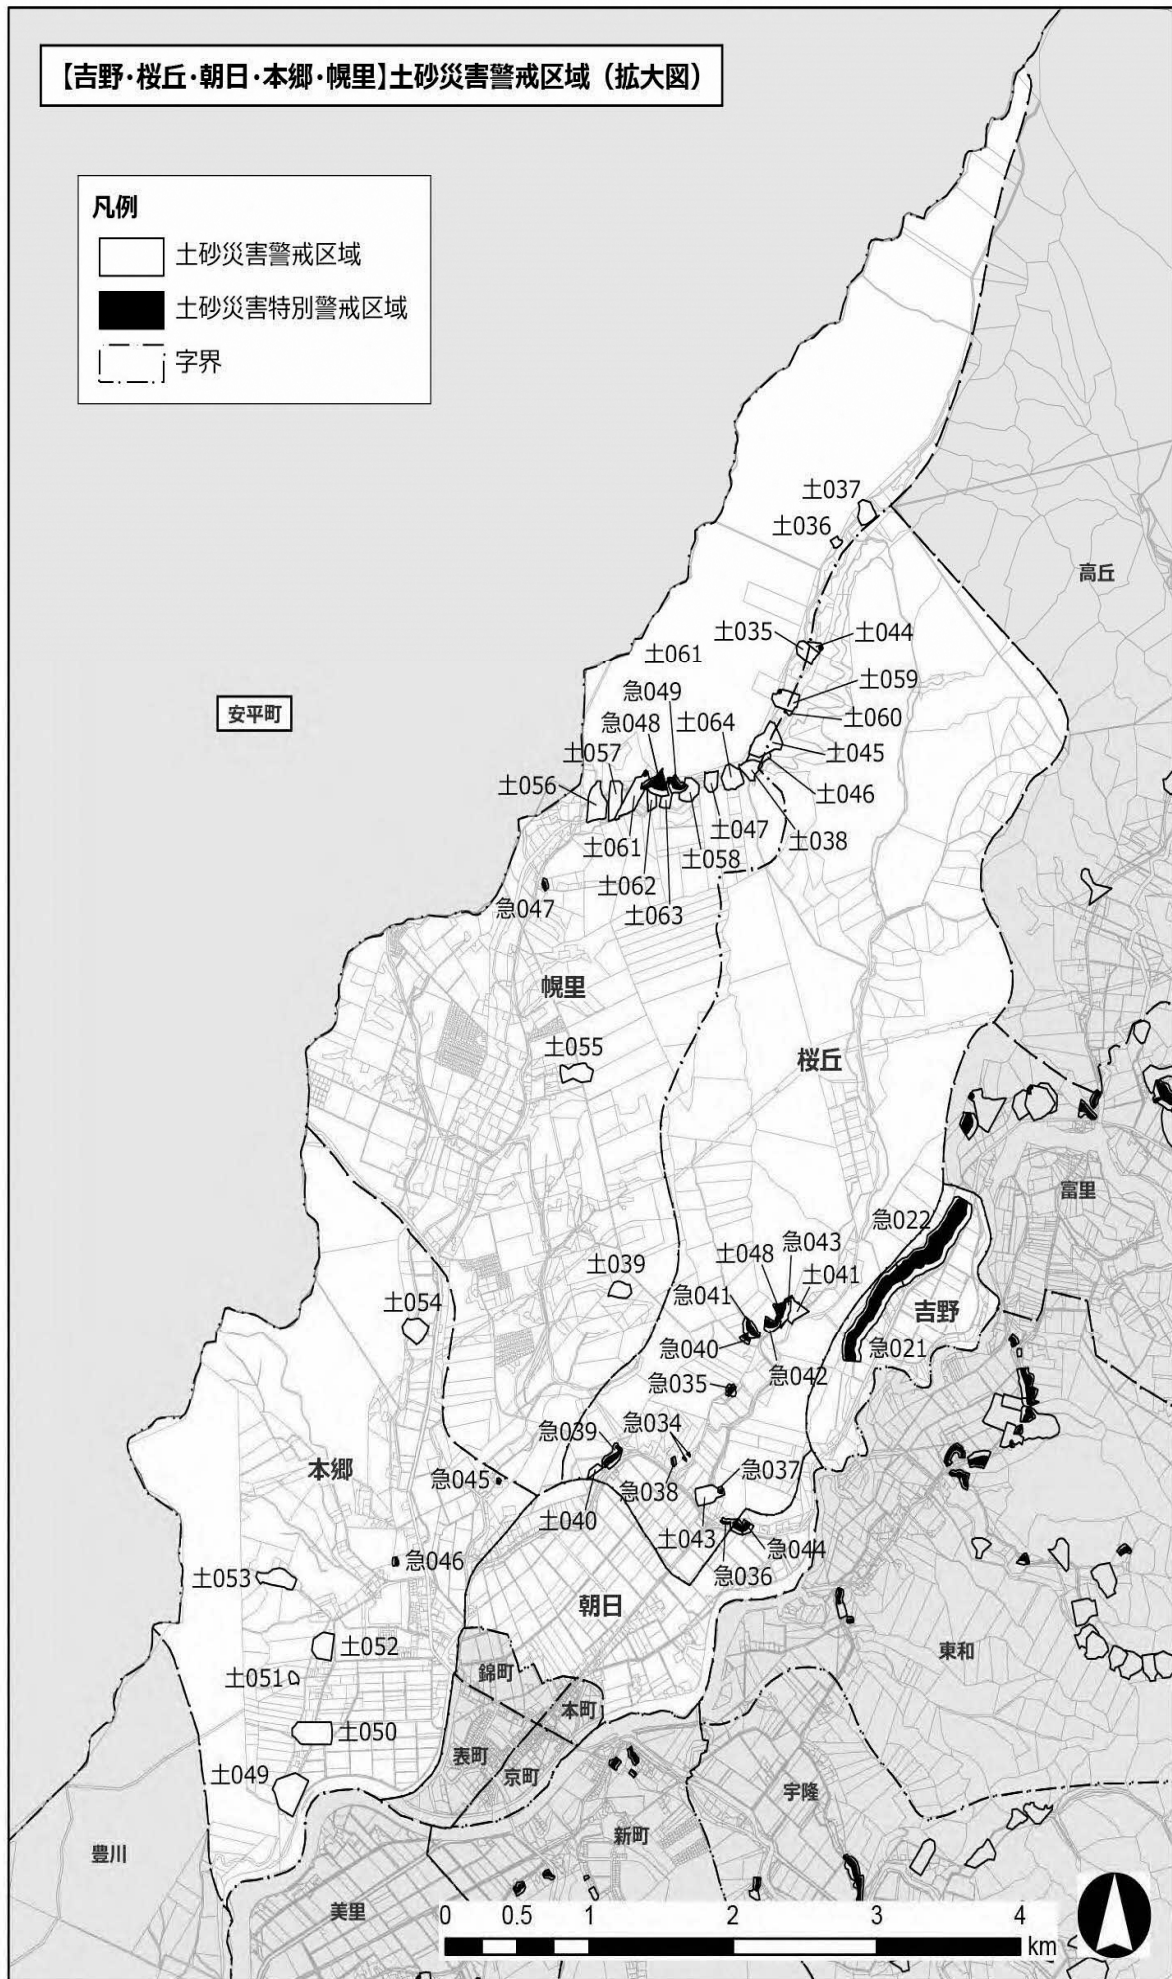 【吉野・桜丘・朝日・本郷・幌里】土砂災害警戒区域（拡大図）
凡例
土砂災害警戒区域
土砂災害特別警戒区域
字界
土037
土036
高丘
土035
土044
土061
土059
急049
安平町
土060
急048
土064
土057
土045
土056
土046
土047
土038
土061
土058
土062
急047
土063
幌里
土055
桜丘
富里
急022
急043
土048
土039
土041
急041
土054
吉野
急040
急021
急042
急035
急034
急039
本郷
急037
急045
急038
土040
土043
急044
急046
急036
土053
朝日
土052
東和
錦町
土051
本町
土050
表町
土049
京町
宇隆
新町
豊川
美里
0 0.5 1 2 3 4
km